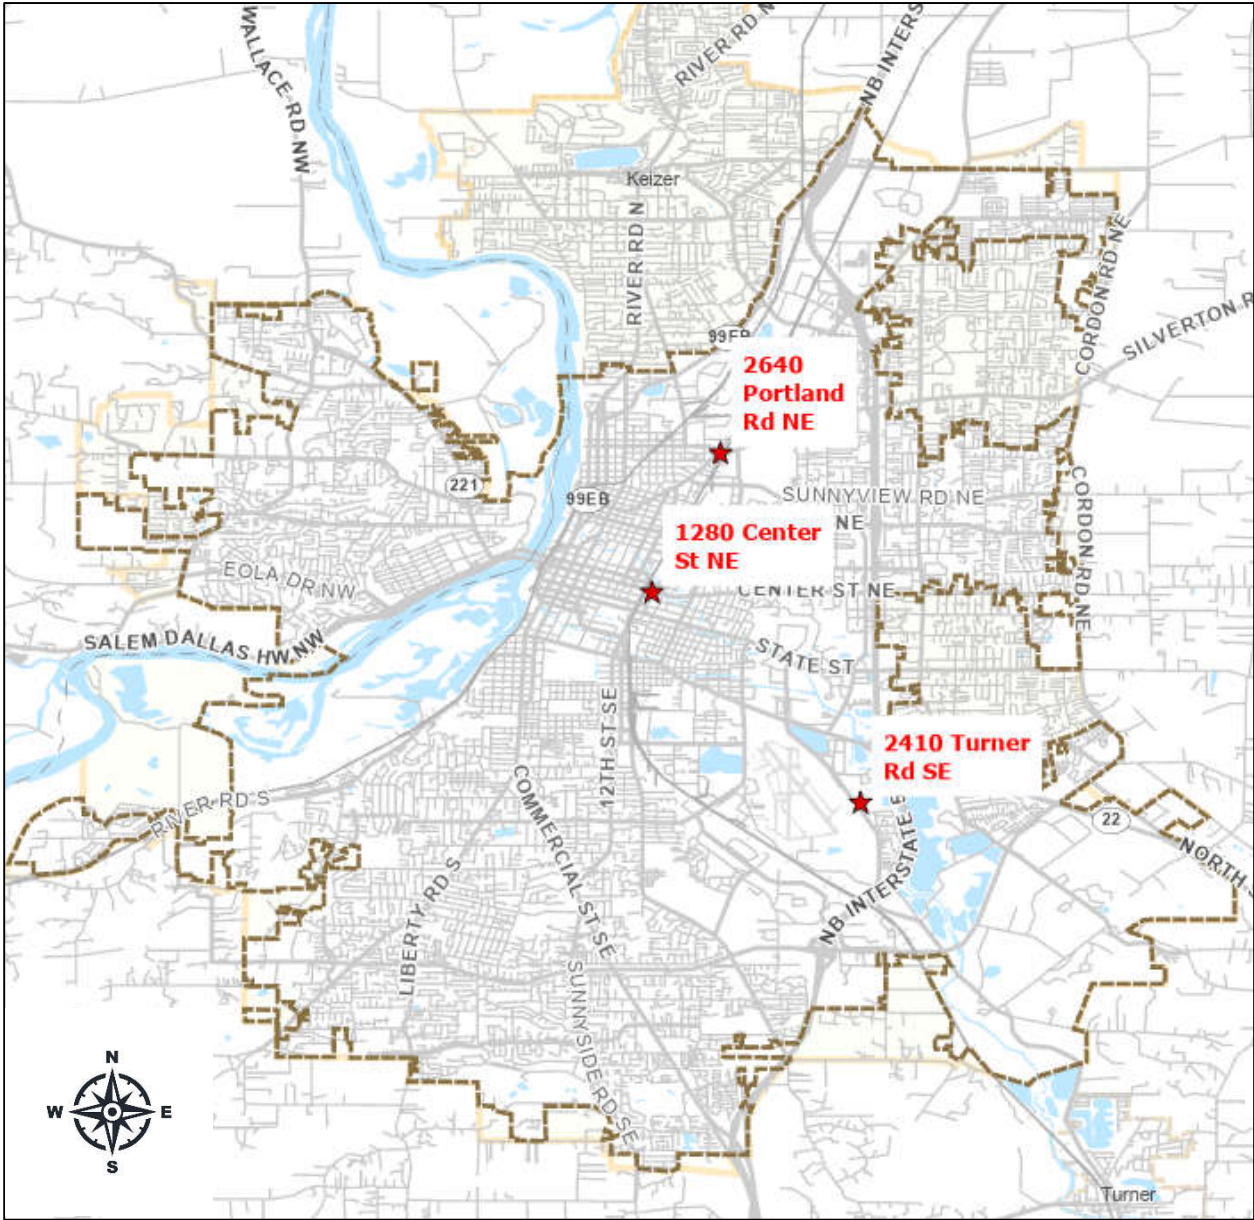 WALLACE RD NW
RIVER RD N
NB INTERS
Keizer
RIVER RD N
CORDON RD NE
SILVERTON R
99EB
2640
Portland
Rd NE
221
99EB
SUNNYVIEW RD NE
NE
CORDON RD NE
1280 Center
St NE
EOLA DR NW
CENTER ST NE
SALEM DALLAS HW NW
STATE ST
12TH ST SE
2410 Turner
Rd SE
RIVER RD S
COMMERCIAL ST SE
22
NORTH S
LIBERTY RD S
NB INTERSTATE 5
SUNNYSIDE RD SE
N
W
E
S
Turner